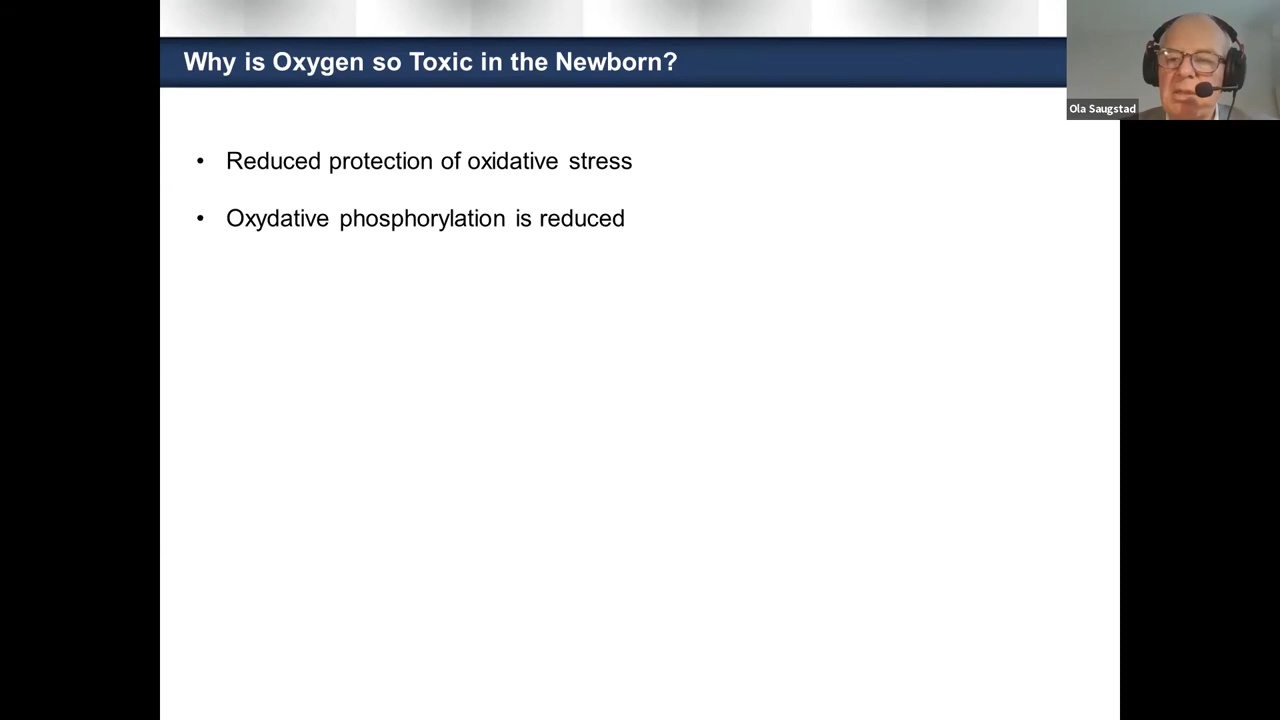 Why is Oxygen so Toxic in the Newborn?
Ola Saugstad
• Reduced protection of oxidative stress
• Oxydative phosphorylation is reduced